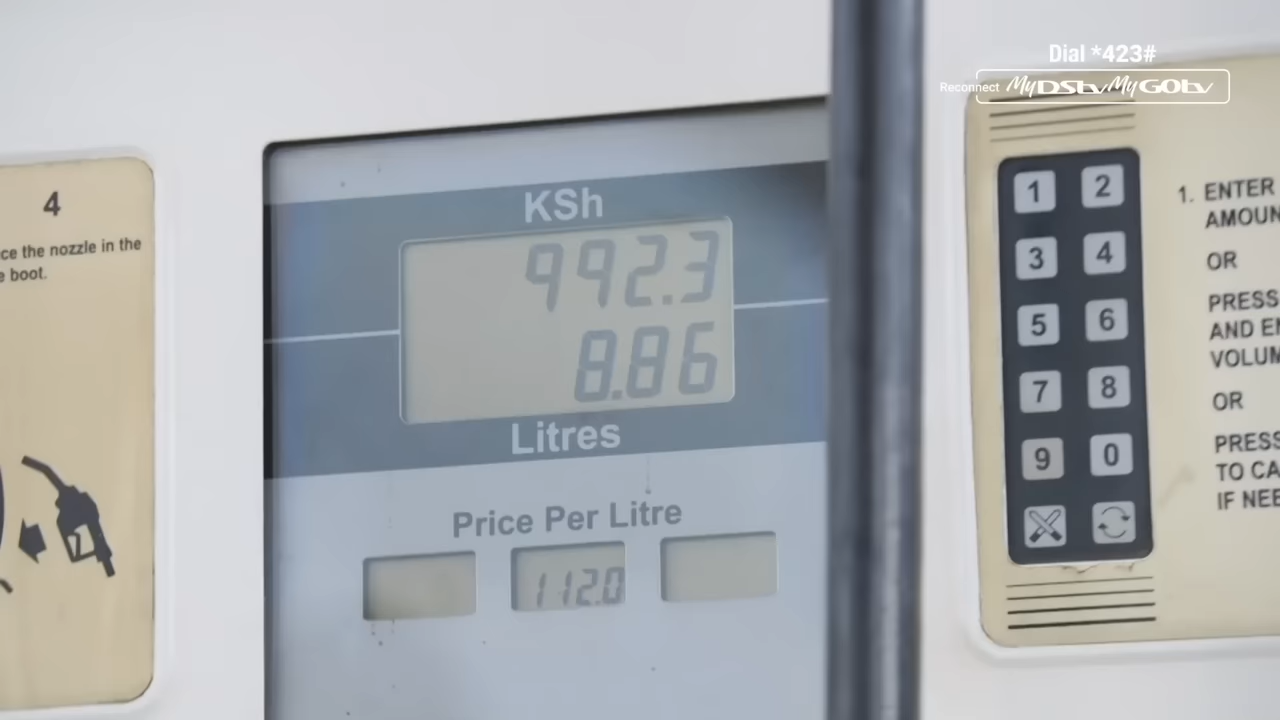 Dial *423#
Reconnect MyDStv MyGOtv
4
ce the nozzle in the
e boot.
KSh
992.3
8.86
Litres
Price Per Litre
112.0
1 2
3 4
5 6
7 8
9 0
1. ENTER
AMOUN
OR
PRESS
AND EN
VOLUM
OR
PRESS
TO CA
IF NEE